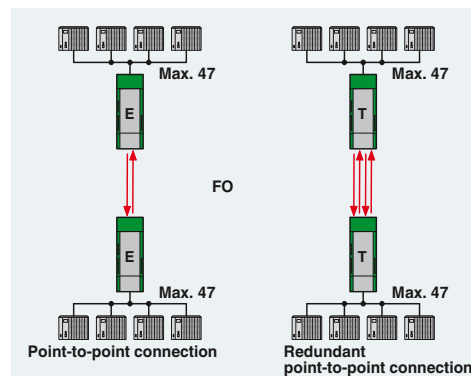 Max. 47
Max. 47
E
T
FO
E
T
Max. 47
Max. 47
Point-to-point connection
Redundant
point-to-point connection